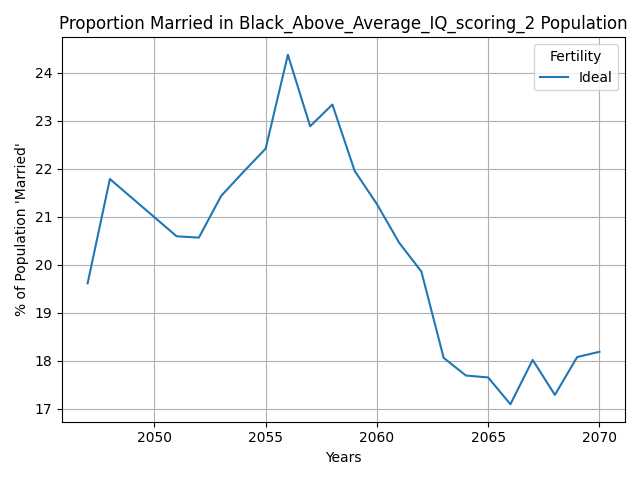 Proportion Married in Black_Above_Average_IQ_scoring_2 Population
Fertility
Ideal
% of Population 'Married'
24
23
22
21
20
19
18
17
2050
2055
2060
2065
2070
Years